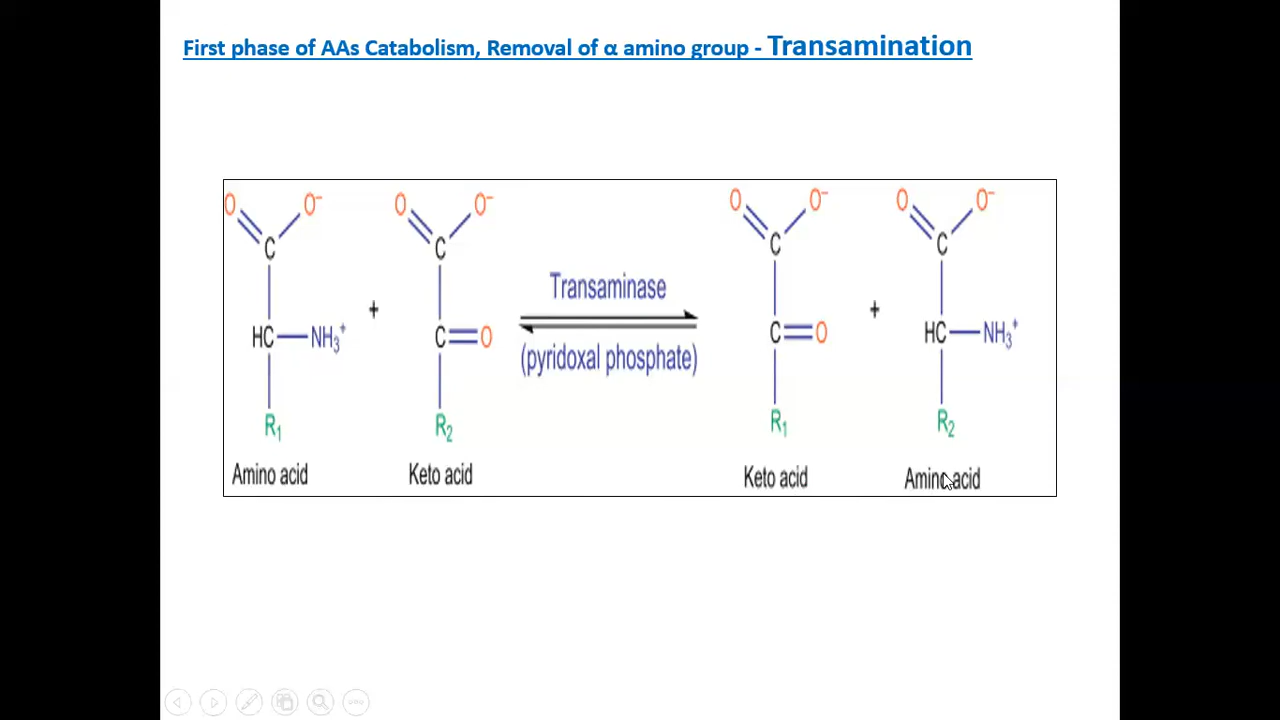 First phase of AAs Catabolism, Removal of α amino group - Transamination
O O⁻ O O⁻ O O⁻ O O⁻
C C C C
Transaminase
+ +
HC NH₃⁺ C O C O HC NH₃⁺
(pyridoxal phosphate)
R₁ R₂ R₁ R₂
Amino acid Keto acid Keto acid Amino acid